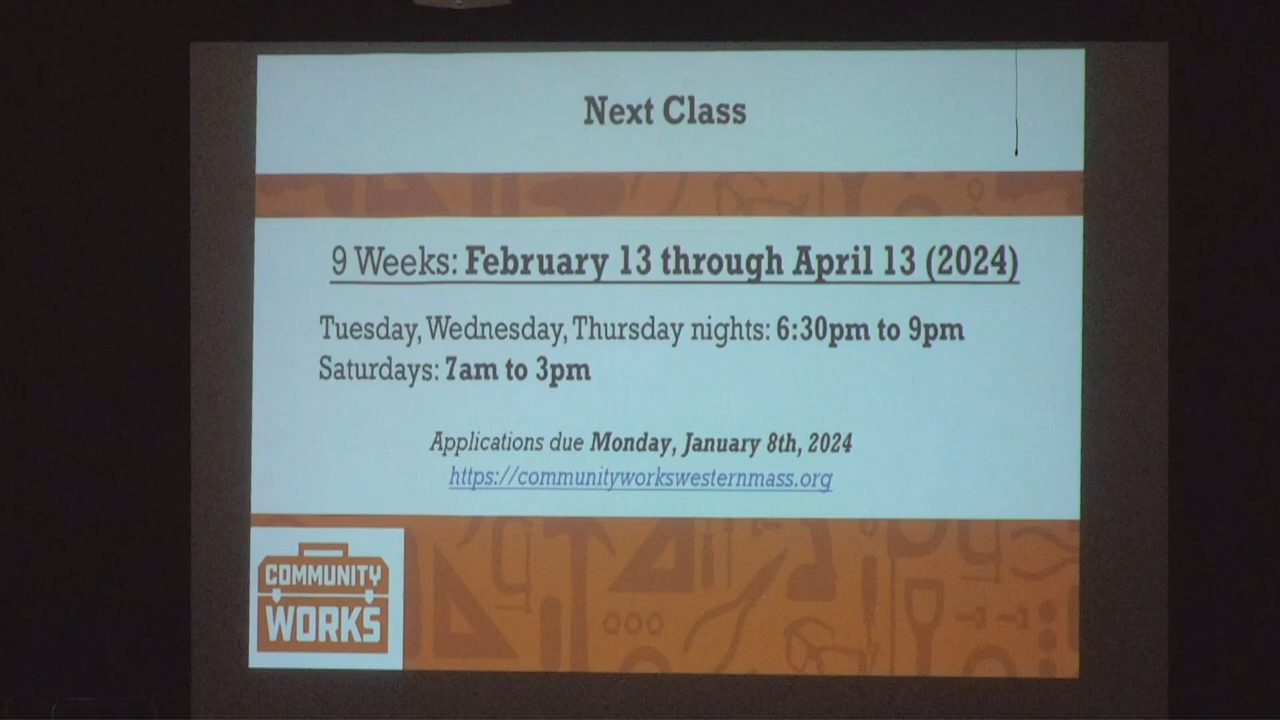 Next Class
9 Weeks: February 13 through April 13 (2024)
Tuesday, Wednesday, Thursday nights: 6:30pm to 9pm
Saturdays: 7am to 3pm
Applications due Monday, January 8th, 2024
https://communityworkswesternmass.org
COMMUNITY
WORKS